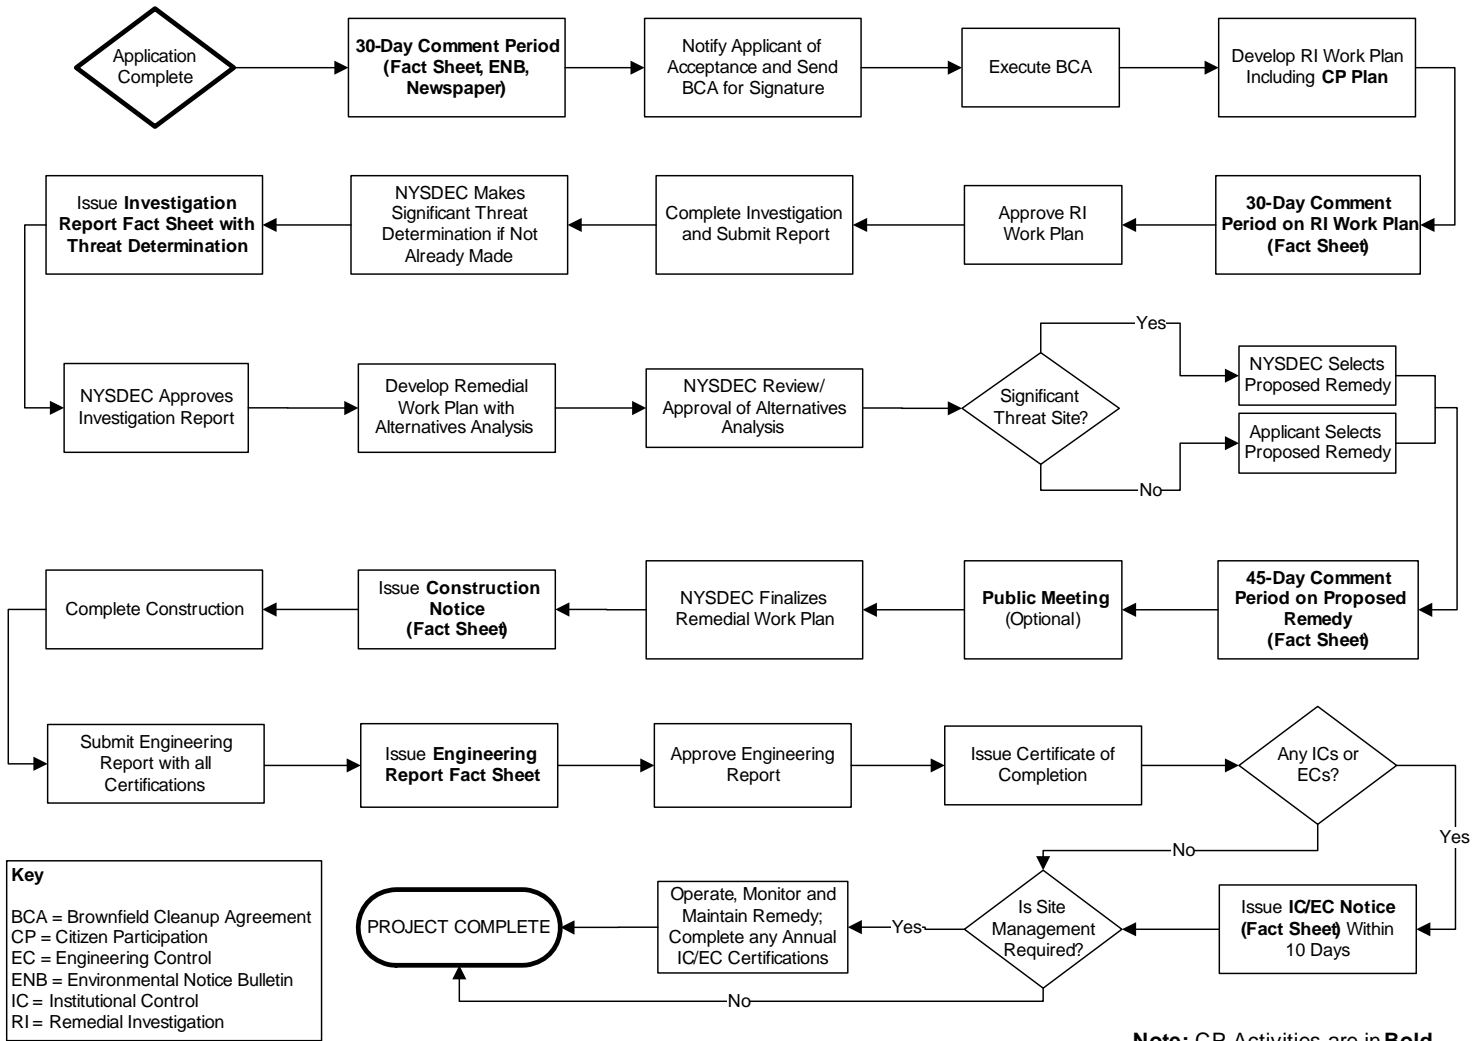 Application
Complete
30-Day Comment Period
(Fact Sheet, ENB,
Newspaper)
Notify Applicant of
Acceptance and Send
BCA for Signature
Execute BCA
Develop RI Work Plan
Including CP Plan
Issue Investigation
Report Fact Sheet with
Threat Determination
NYSDEC Makes
Significant Threat
Determination if Not
Already Made
Complete Investigation
and Submit Report
Approve RI
Work Plan
30-Day Comment
Period on RI Work Plan
(Fact Sheet)
NYSDEC Approves
Investigation Report
Develop Remedial
Work Plan with
Alternatives Analysis
NYSDEC Review/
Approval of Alternatives
Analysis
Significant
Threat Site?
Yes
No
NYSDEC Selects
Proposed Remedy
Applicant Selects
Proposed Remedy
Complete Construction
Issue Construction
Notice
(Fact Sheet)
NYSDEC Finalizes
Remedial Work Plan
Public Meeting
(Optional)
45-Day Comment
Period on Proposed
Remedy
(Fact Sheet)
Submit Engineering
Report with all
Certifications
Issue Engineering
Report Fact Sheet
Approve Engineering
Report
Issue Certificate of
Completion
Any ICs or
ECs?
Yes
No
Key
BCA = Brownfield Cleanup Agreement
CP = Citizen Participation
EC = Engineering Control
ENB = Environmental Notice Bulletin
IC = Institutional Control
RI = Remedial Investigation
PROJECT COMPLETE
Operate, Monitor and
Maintain Remedy;
Complete any Annual
IC/EC Certifications
Yes
Is Site
Management
Required?
Issue IC/EC Notice
(Fact Sheet) Within
10 Days
No
Note: CP Activities are in Bold